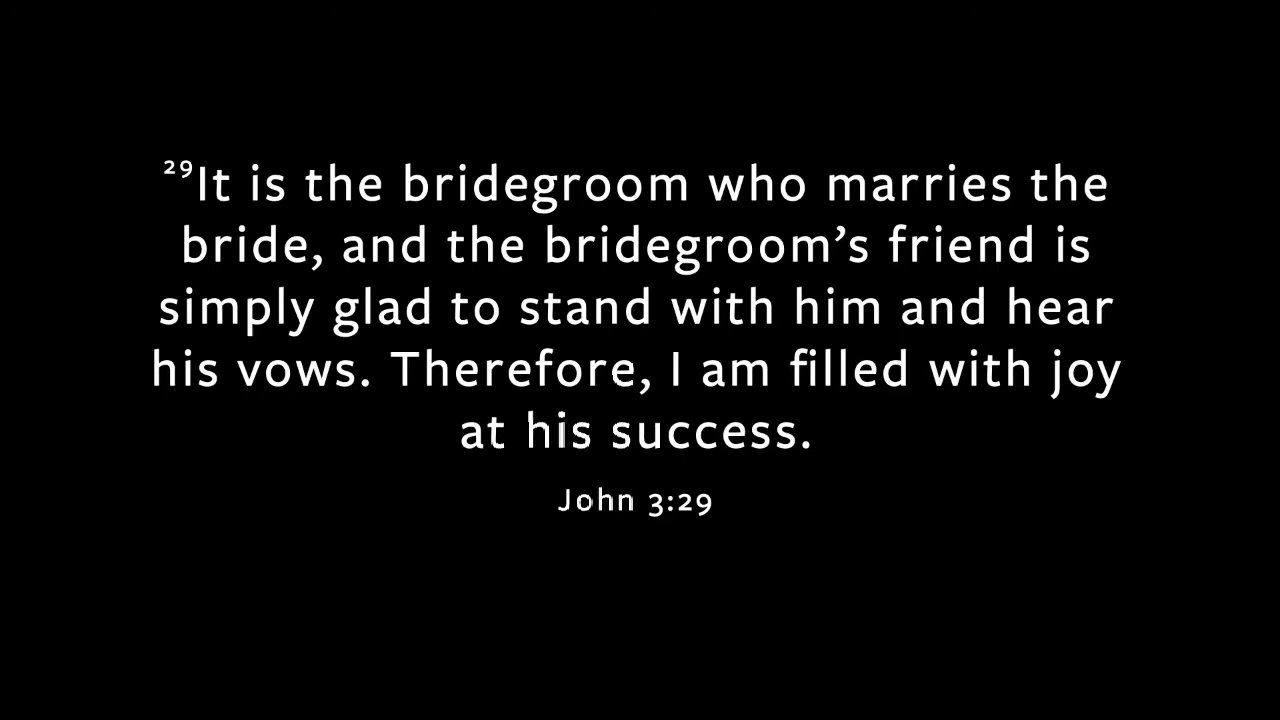 ²⁹It is the bridegroom who marries the
bride, and the bridegroom’s friend is
simply glad to stand with him and hear
his vows. Therefore, I am filled with joy
at his success.
John 3:29